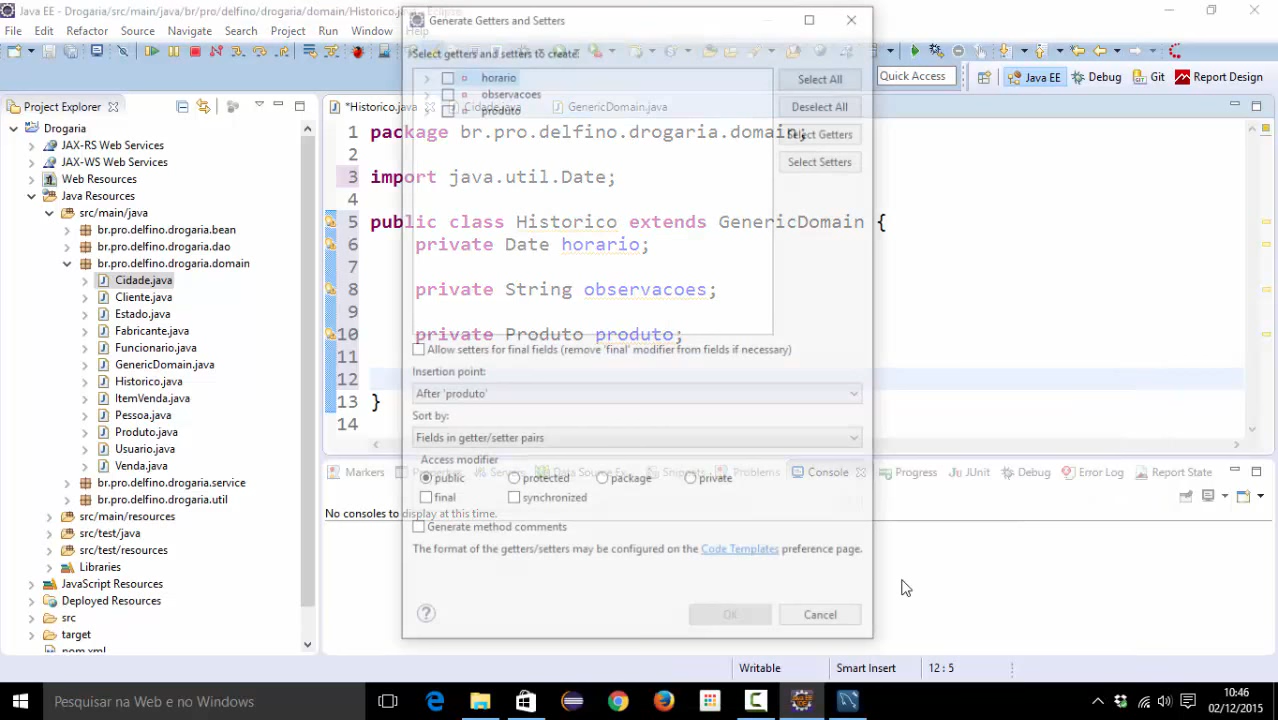 Java EE - Drogaria/src/main/java/br/pro/delfino/drogaria/domain/Historico.java - Eclipse
File Edit Refactor Source Navigate Search Project Run Window Help
Quick Access Java EE Debug Git Report Design
Project Explorer
Drogaria
JAX-RS Web Services
JAX-WS Web Services
Web Resources
Java Resources
src/main/java
br.pro.delfino.drogaria.bean
br.pro.delfino.drogaria.dao
br.pro.delfino.drogaria.domain
Cidade.java
Cliente.java
Estado.java
Fabricante.java
Funcionario.java
GenericDomain.java
Historico.java
ItemVenda.java
Pessoa.java
Produto.java
Usuario.java
Venda.java
br.pro.delfino.drogaria.service
br.pro.delfino.drogaria.util
src/main/resources
src/test/java
src/test/resources
Libraries
JavaScript Resources
Deployed Resources
src
target
pom.xml
*Historico.java Cidade.java GenericDomain.java
1 package br.pro.delfino.drogaria.domain;
2
3 import java.util.Date;
4
5 public class Historico extends GenericDomain {
6 private Date horario;
7
8 private String observacoes;
9
10 private Produto produto;
11
12
13 }
14
Generate Getters and Setters
Select getters and setters to create:
horario
observacoes
produto
Select All
Deselect All
Select Getters
Select Setters
Allow setters for final fields (remove 'final' modifier from fields if necessary)
Insertion point:
After 'produto'
Sort by:
Fields in getter/setter pairs
Access modifier
public protected package private
final synchronized
Generate method comments
The format of the getters/setters may be configured on the Code Templates preference page.
? OK Cancel
Markers Properties Servers Data Source Ex Snippets Problems Console Progress JUnit Debug Error Log Report State
No consoles to display at this time.
Writable Smart Insert 12 : 5
Pesquisar na Web e no Windows
10:46
02/12/2015